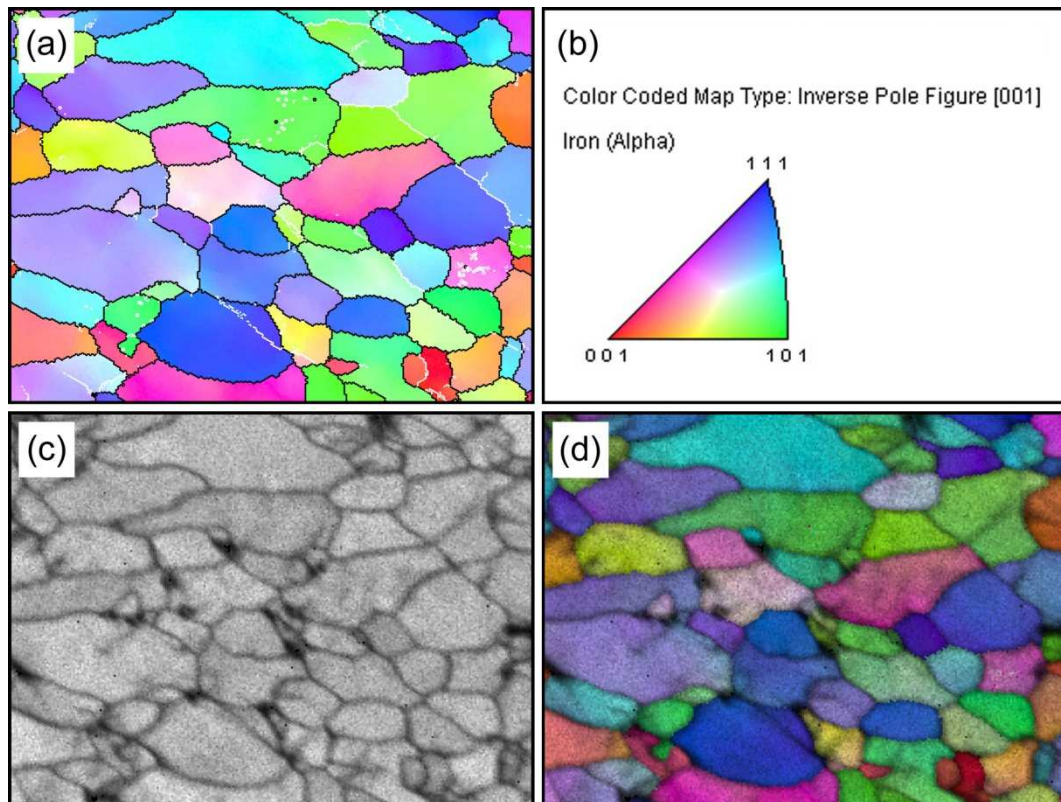 (a)
(b)
Color Coded Map Type: Inverse Pole Figure [001]
Iron (Alpha)
1 1 1
0 0 1
1 0 1
(c)
(d)